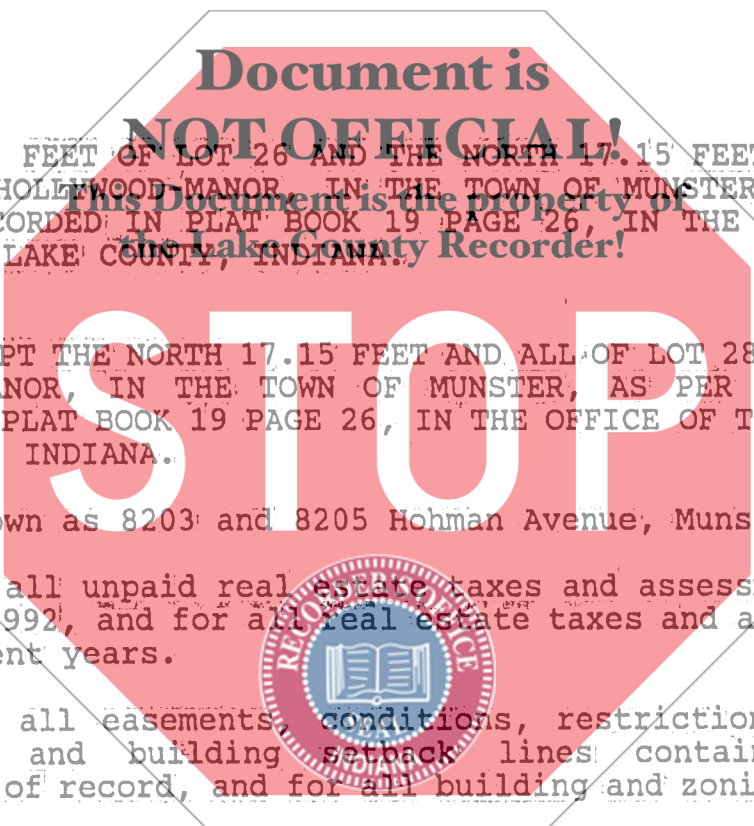 Document is
NOT OFFICIAL!
This Document is the property of
the Lake County Recorder!
STOP
FEET OF LOT 26 AND THE NORTH 17.15 FEET
HOLLYWOOD MANOR, IN THE TOWN OF MUNSTER
CORDED IN PLAT BOOK 19 PAGE 26, IN THE
LAKE COUNTY, INDIANA.
PT THE NORTH 17.15 FEET AND ALL OF LOT 28
ANOR, IN THE TOWN OF MUNSTER, AS PER
PLAT BOOK 19 PAGE 26, IN THE OFFICE OF T
INDIANA.
own as 8203 and 8205 Hohman Avenue, Muns
all unpaid real estate taxes and assess
992, and for all real estate taxes and a
ent years.
all easements, conditions, restriction
and building setback lines contain
of record, and for all building and zoni
RECORDER'S OFFICE
INDIANA